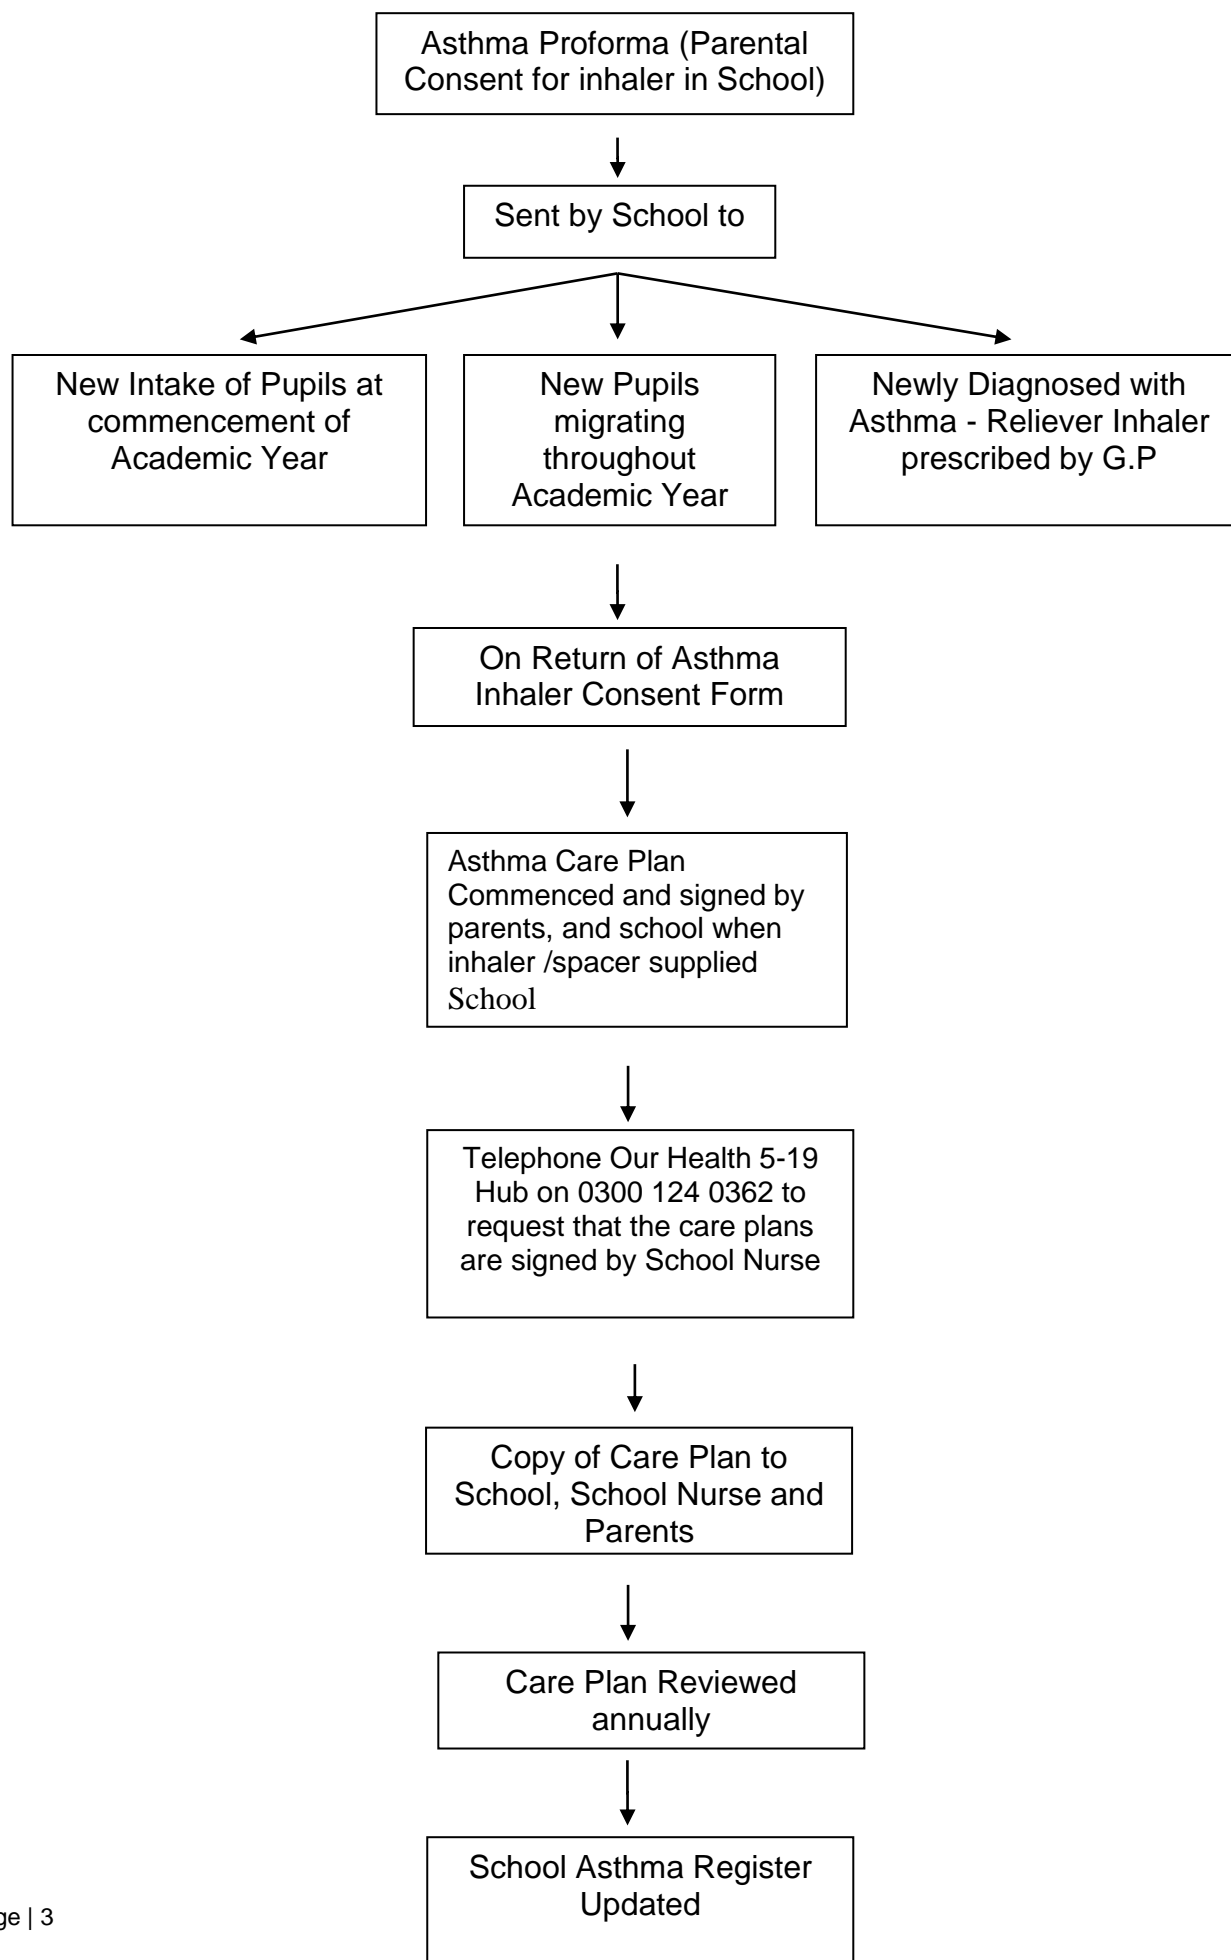 Asthma Proforma (Parental
Consent for inhaler in School)
Sent by School to
New Intake of Pupils at
commencement of
Academic Year
New Pupils
migrating
throughout
Academic Year
Newly Diagnosed with
Asthma - Reliever Inhaler
prescribed by G.P
On Return of Asthma
Inhaler Consent Form
Asthma Care Plan
Commenced and signed by
parents, and school when
inhaler /spacer supplied
School
Telephone Our Health 5-19
Hub on 0300 124 0362 to
request that the care plans
are signed by School Nurse
Copy of Care Plan to
School, School Nurse and
Parents
Care Plan Reviewed
annually
School Asthma Register
Updated
ge | 3